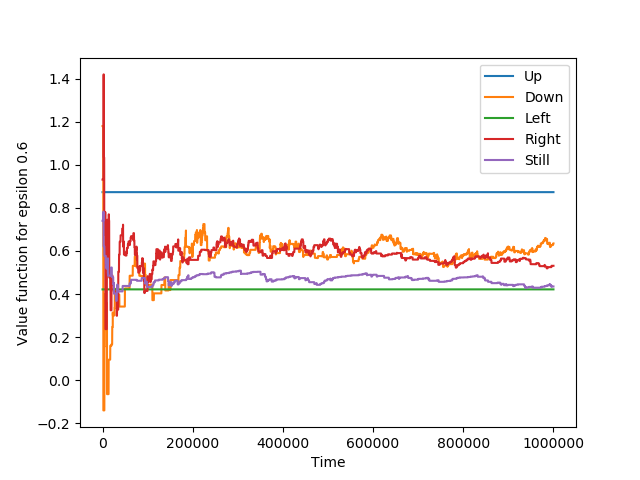 Value function for epsilon 0.6
1.4
1.2
1.0
0.8
0.6
0.4
0.2
0.0
−0.2
0 200000 400000 600000 800000 1000000
Time
Up
Down
Left
Right
Still